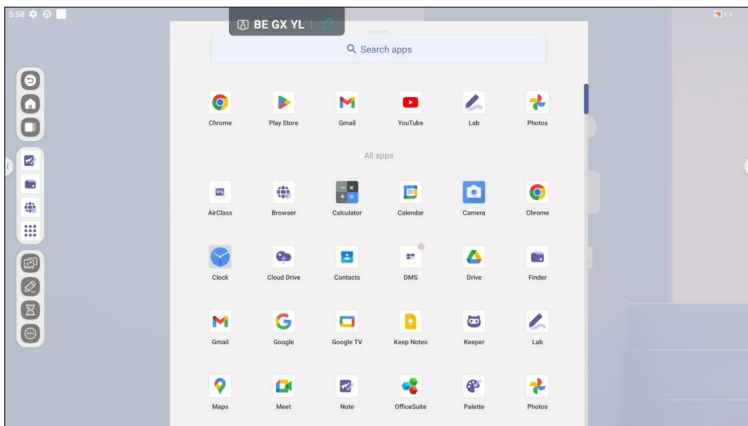 5:58
BE GX YL
Search apps
Chrome Play Store Gmail YouTube Lab Photos
All apps
31
AirClass Browser Calculator Calendar Camera Chrome
Clock Cloud Drive Contacts DMS Drive Finder
Gmail Google Google TV Keep Notes Keeper Lab
Maps Meet Note OfficeSuite Palette Photos